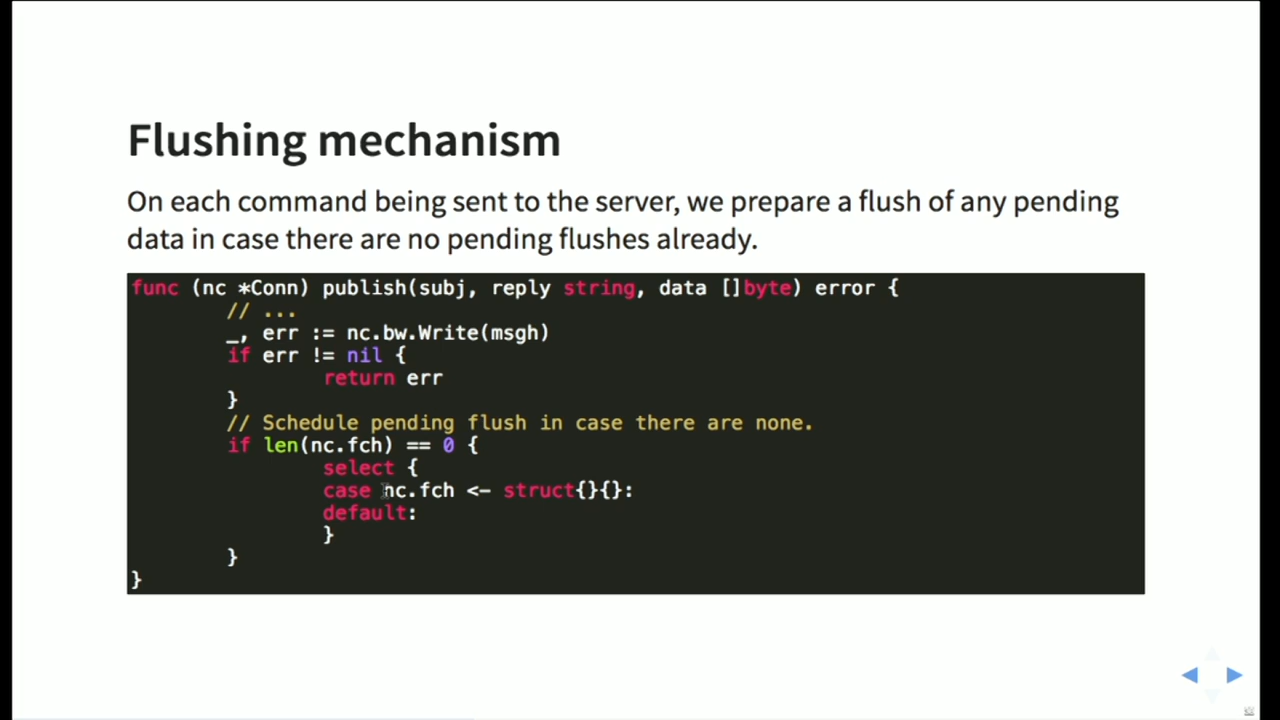 Flushing mechanism
On each command being sent to the server, we prepare a flush of any pending
data in case there are no pending flushes already.
func (nc *Conn) publish(subj, reply string, data []byte) error {
// ...
_, err := nc.bw.Write(msgh)
if err != nil {
return err
}
// Schedule pending flush in case there are none.
if len(nc.fch) == 0 {
select {
case nc.fch <- struct{}{}:
default:
}
}
}